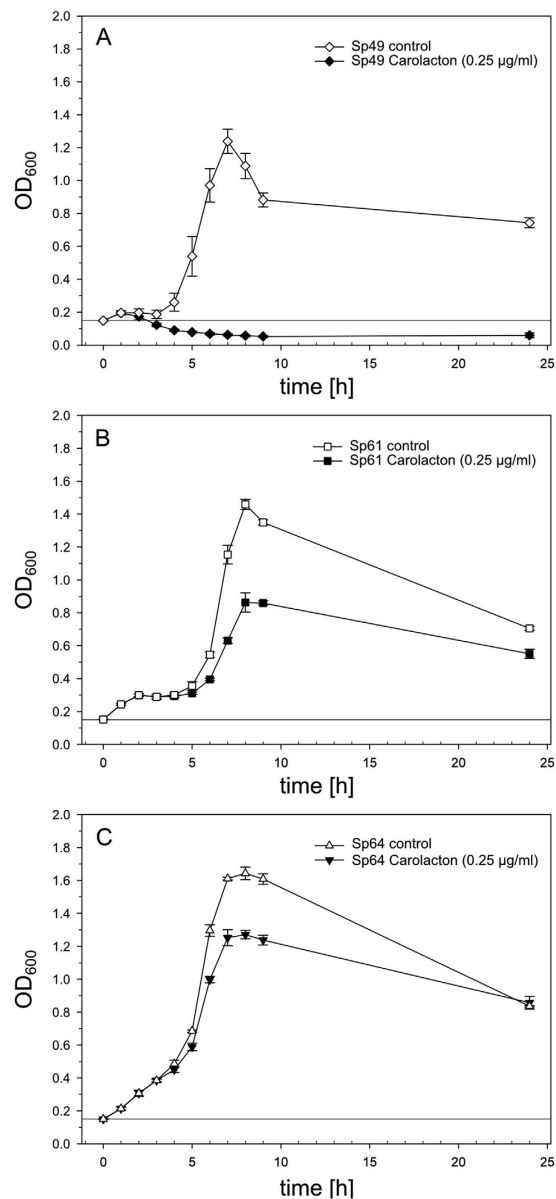 A
Sp49 control
Sp49 Carolacton (0.25 µg/ml)
OD600
2.0
1.8
1.6
1.4
1.2
1.0
0.8
0.6
0.4
0.2
0.0
0 5 10 15 20 25
time [h]
B
Sp61 control
Sp61 Carolacton (0.25 µg/ml)
OD600
2.0
1.8
1.6
1.4
1.2
1.0
0.8
0.6
0.4
0.2
0.0
0 5 10 15 20 25
time [h]
C
Sp64 control
Sp64 Carolacton (0.25 µg/ml)
OD600
2.0
1.8
1.6
1.4
1.2
1.0
0.8
0.6
0.4
0.2
0.0
0 5 10 15 20 25
time [h]